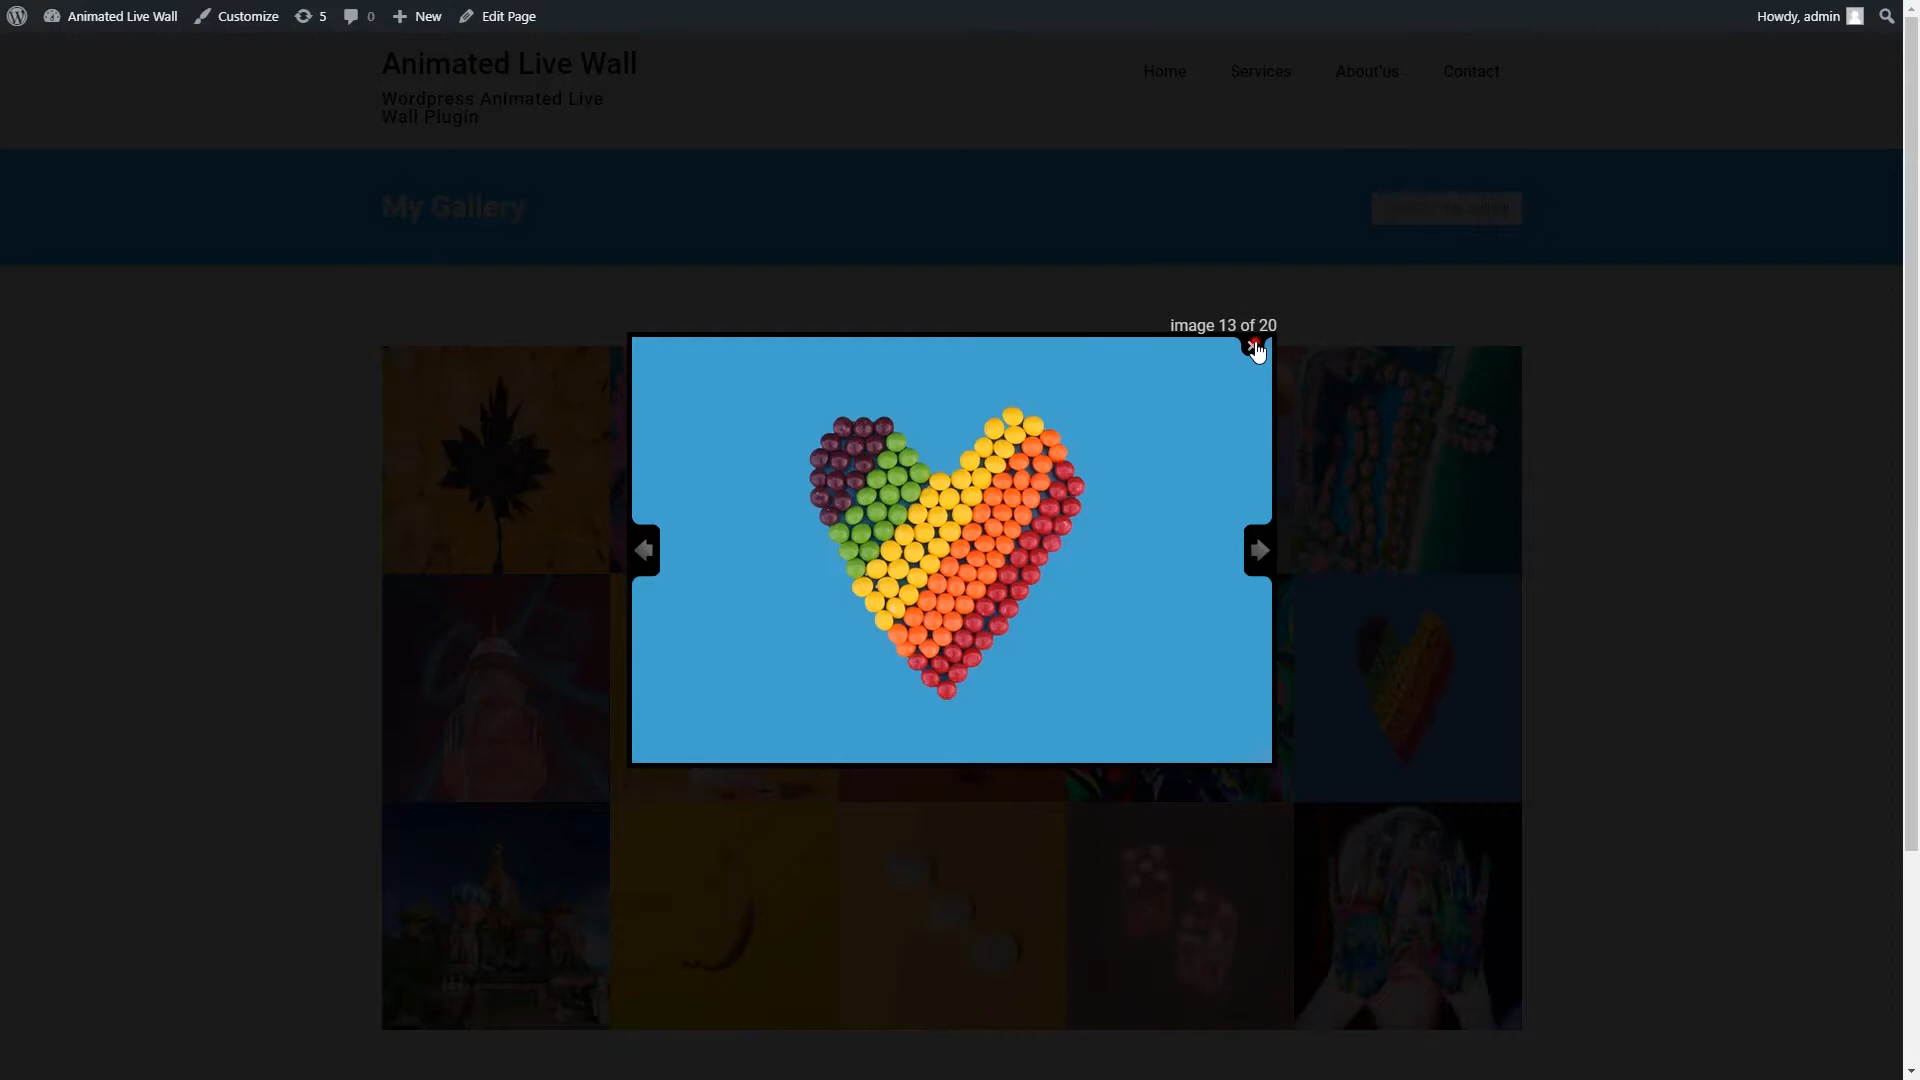 Animated Live Wall Customize 5 0 New Edit Page Howdy, admin
Animated Live Wall
Home Services About us Contact
Wordpress Animated Live
Wall Plugin
My Gallery
image 13 of 20